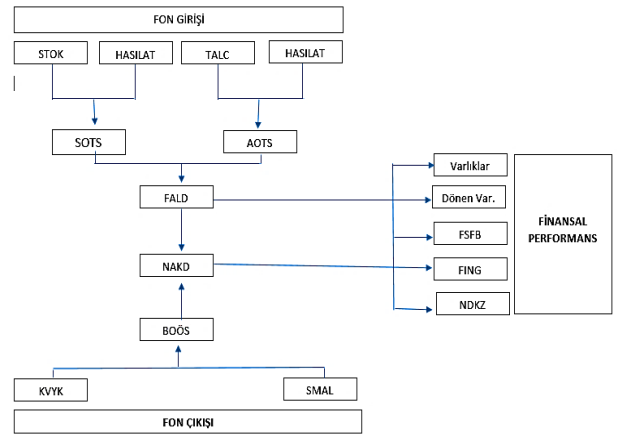 FON GİRİŞİ
STOK
HASILAT
TALC
HASILAT
SOTS
AOTS
Varlıklar
FALD
Dönen Var.
FİNANSAL
PERFORMANS
FSFB
NAKD
FING
NDKZ
BOÖS
KVYK
SMAL
FON ÇIKIŞI